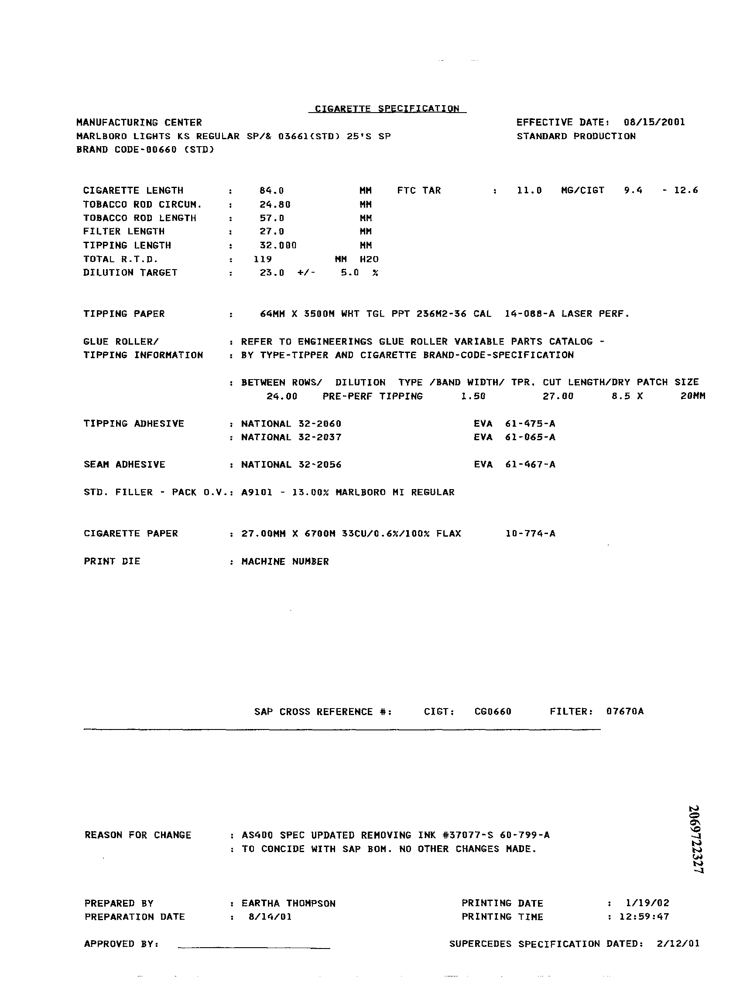 CIGARETTE SPECIFICATION
MANUFACTURING CENTER EFFECTIVE DATE: 08/15/2001
MARLBORO LIGHTS KS REGULAR SP/& 03661(STD) 25'S SP STANDARD PRODUCTION
BRAND CODE-00660 (STD)
CIGARETTE LENGTH : 84.0 MM FTC TAR : 11.0 MG/CIGT 9.4 - 12.6
TOBACCO ROD CIRCUM. : 24.80 MM
TOBACCO ROD LENGTH : 57.0 MM
FILTER LENGTH : 27.0 MM
TIPPING LENGTH : 32.000 MM
TOTAL R.T.D. : 119 MM H2O
DILUTION TARGET : 23.0 +/- 5.0 %
TIPPING PAPER : 64MM X 3500M WHT TGL PPT 236M2-36 CAL 14-088-A LASER PERF.
GLUE ROLLER/ : REFER TO ENGINEERINGS GLUE ROLLER VARIABLE PARTS CATALOG -
TIPPING INFORMATION : BY TYPE-TIPPER AND CIGARETTE BRAND-CODE-SPECIFICATION
: BETWEEN ROWS/ DILUTION TYPE /BAND WIDTH/ TPR. CUT LENGTH/DRY PATCH SIZE
24.00 PRE-PERF TIPPING 1.50 27.00 8.5 X 20MM
TIPPING ADHESIVE : NATIONAL 32-2060 EVA 61-475-A
: NATIONAL 32-2037 EVA 61-065-A
SEAM ADHESIVE : NATIONAL 32-2056 EVA 61-467-A
STD. FILLER - PACK O.V.: A9101 - 13.00% MARLBORO MI REGULAR
CIGARETTE PAPER : 27.00MM X 6700M 33CU/0.6%/100% FLAX 10-774-A
PRINT DIE : MACHINE NUMBER
SAP CROSS REFERENCE #: CIGT: CG0660 FILTER: 07670A
REASON FOR CHANGE : AS400 SPEC UPDATED REMOVING INK #37077-S 60-799-A
: TO CONCIDE WITH SAP BOM. NO OTHER CHANGES MADE.
2069722327
PREPARED BY : EARTHA THOMPSON PRINTING DATE : 1/19/02
PREPARATION DATE : 8/14/01 PRINTING TIME : 12:59:47
APPROVED BY: SUPERCEDES SPECIFICATION DATED: 2/12/01